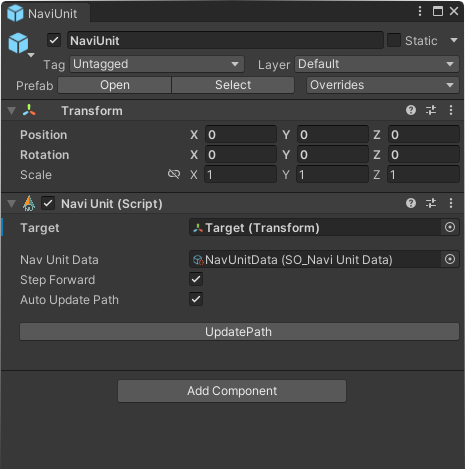 NaviUnit
NaviUnit Static
Tag Untagged Layer Default
Prefab Open Select Overrides
Transform
Position X 0 Y 0 Z 0
Rotation X 0 Y 0 Z 0
Scale X 1 Y 1 Z 1
Navi Unit (Script)
Target Target (Transform)
Nav Unit Data NavUnitData (SO_Navi Unit Data)
Step Forward
Auto Update Path
UpdatePath
Add Component